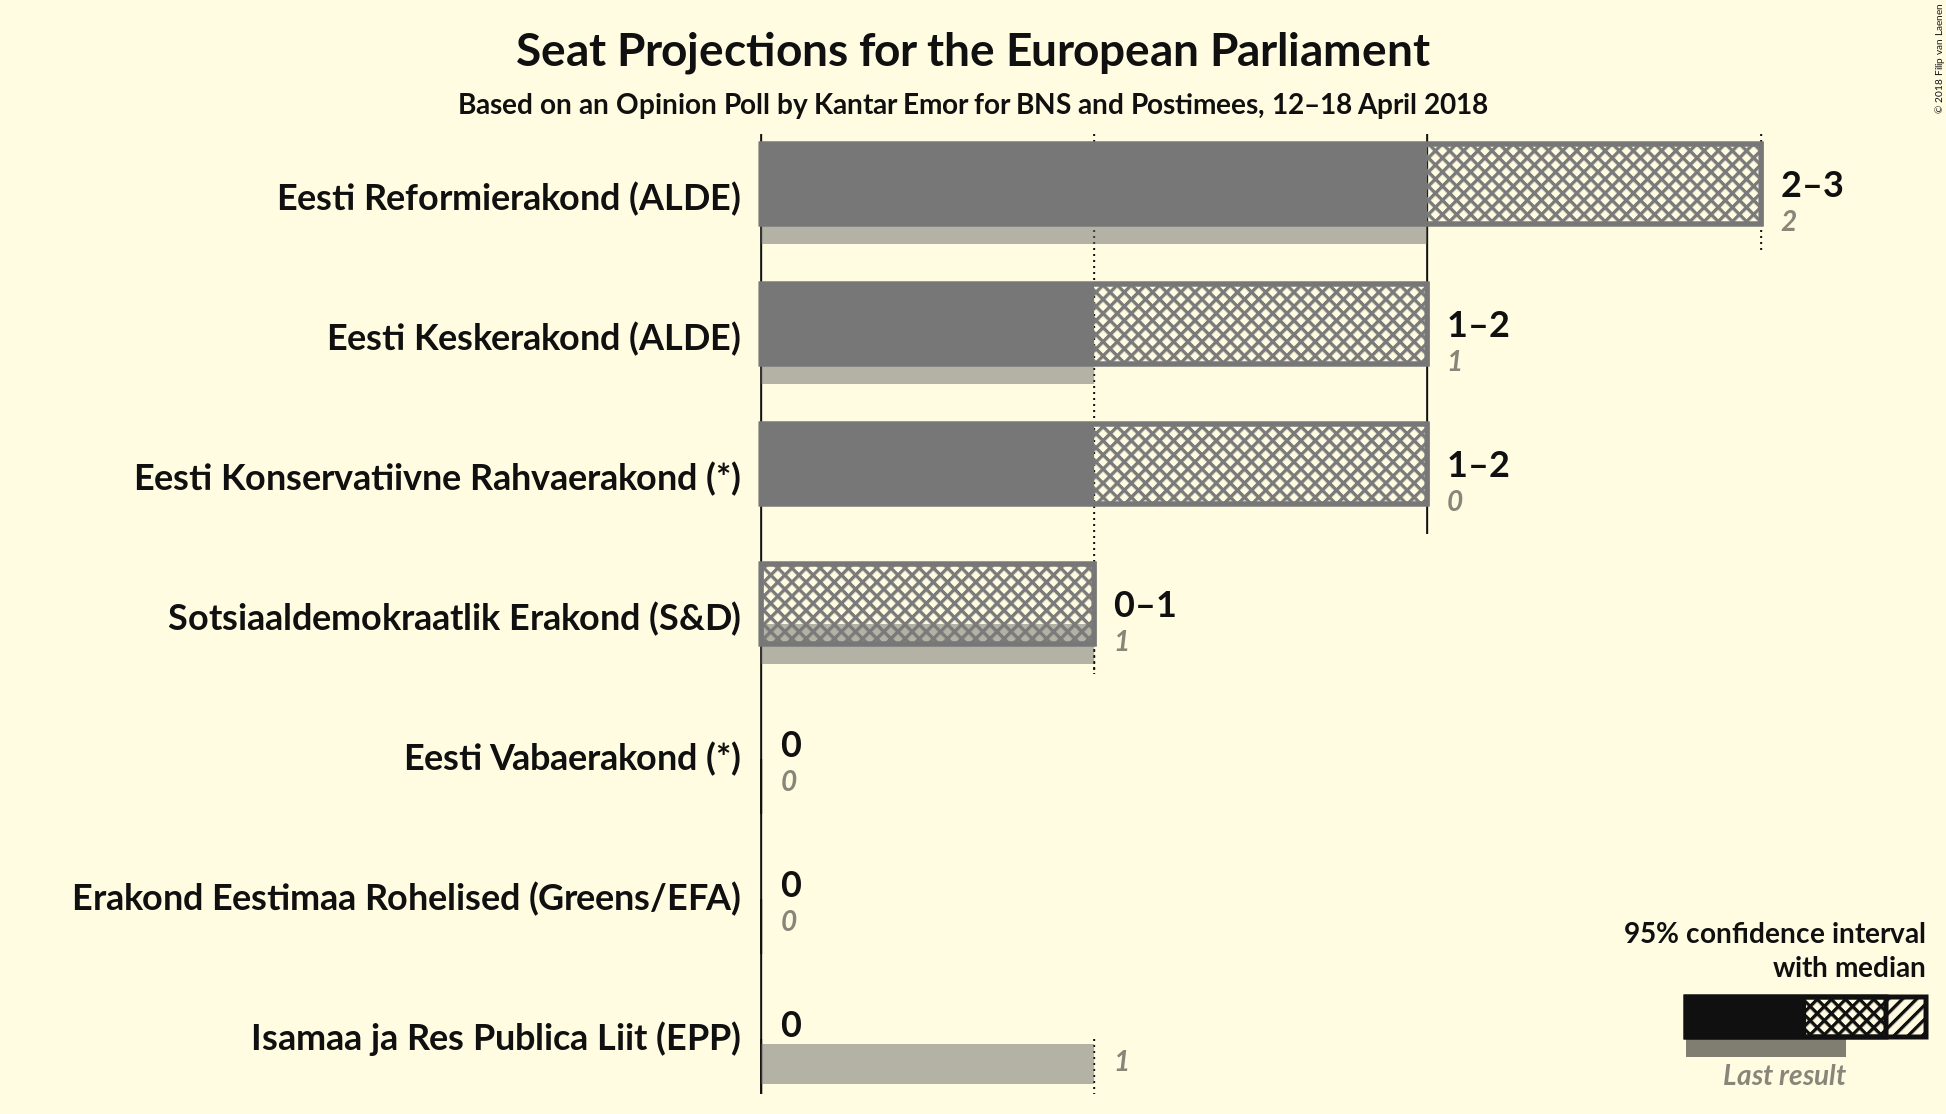 Seat Projections for the European Parliament
Based on an Opinion Poll by Kantar Emor for BNS and Postimees, 12–18 April 2018
© 2018 Filip van Laenen
Eesti Reformierakond (ALDE)
2–3
2
Eesti Keskerakond (ALDE)
1–2
1
Eesti Konservatiivne Rahvaerakond (*)
1–2
0
Sotsiaaldemokraatlik Erakond (S&D)
0–1
1
Eesti Vabaerakond (*)
0
0
Erakond Eestimaa Rohelised (Greens/EFA)
0
0
Isamaa ja Res Publica Liit (EPP)
0
1
95% confidence interval
with median
Last result